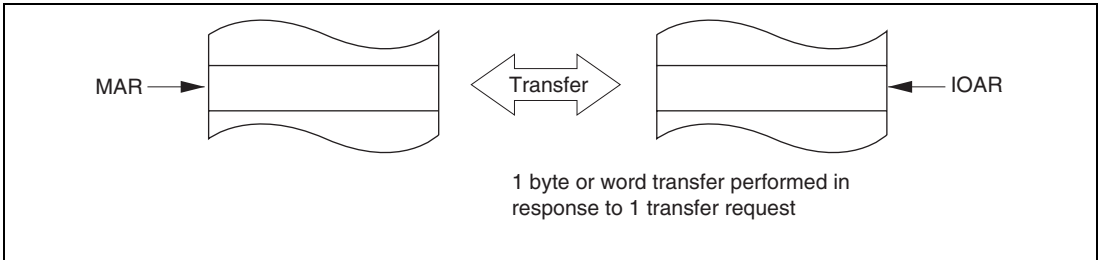 MAR
Transfer
IOAR
1 byte or word transfer performed in
response to 1 transfer request